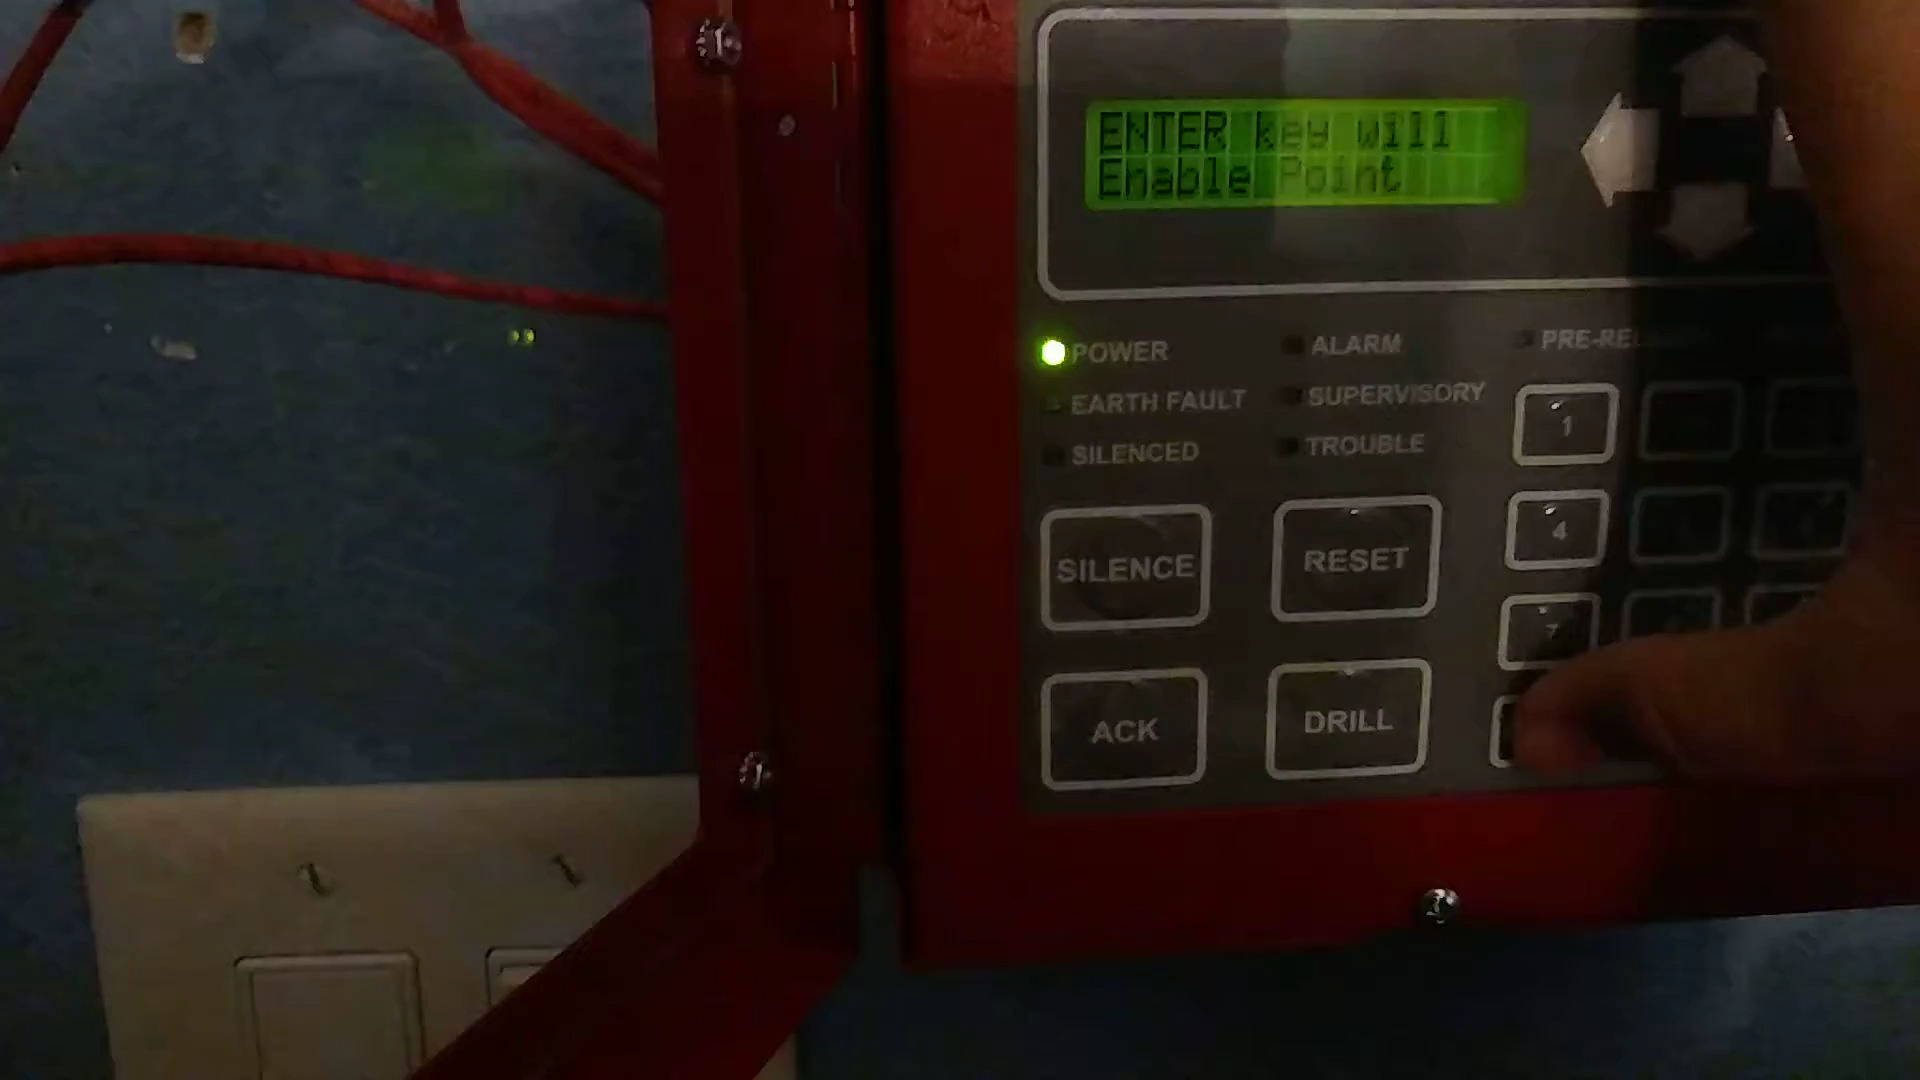 ENTER key will
Enable Point
POWER
ALARM
PRE-RE
EARTH FAULT
SUPERVISORY
SILENCED
TROUBLE
1
4
7
SILENCE
RESET
ACK
DRILL